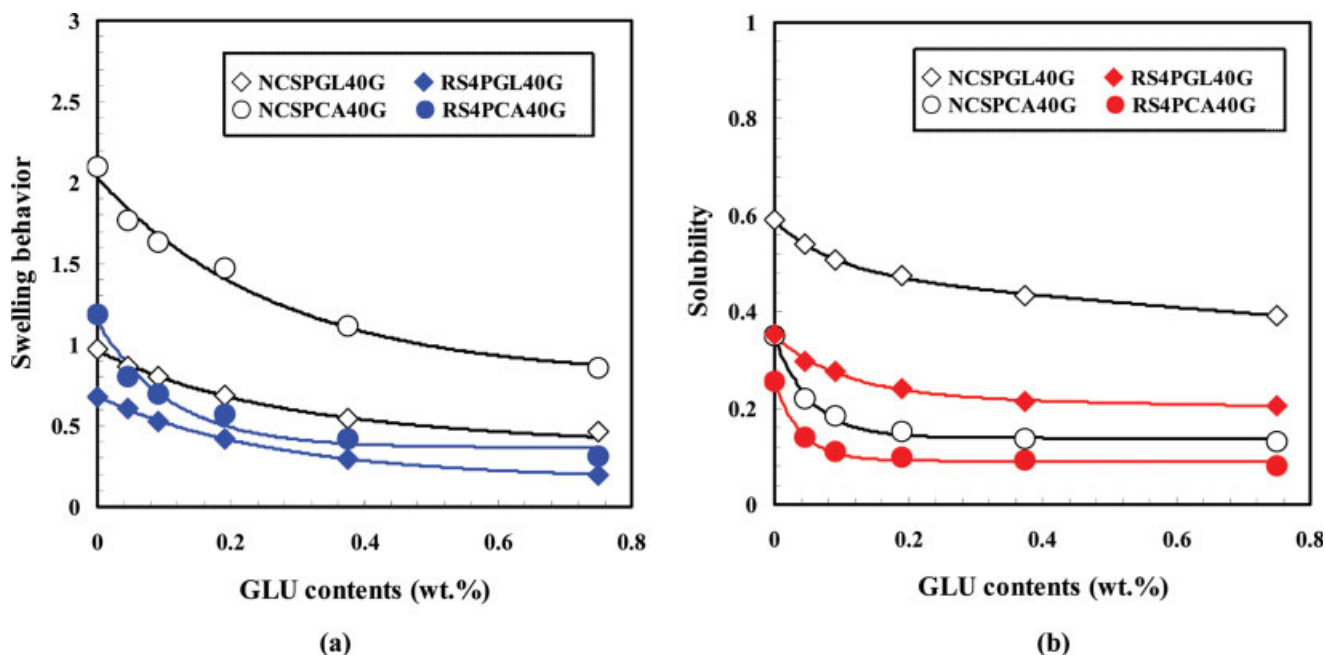 3
2.5
2
1.5
1
0.5
0
Swelling behavior
NCSPGL40G RS4PGL40G
NCSPCA40G RS4PCA40G
0 0.2 0.4 0.6 0.8
GLU contents (wt.%)
(a)
1
0.8
0.6
0.4
0.2
0
Solubility
NCSPGL40G RS4PGL40G
NCSPCA40G RS4PCA40G
0 0.2 0.4 0.6 0.8
GLU contents (wt.%)
(b)